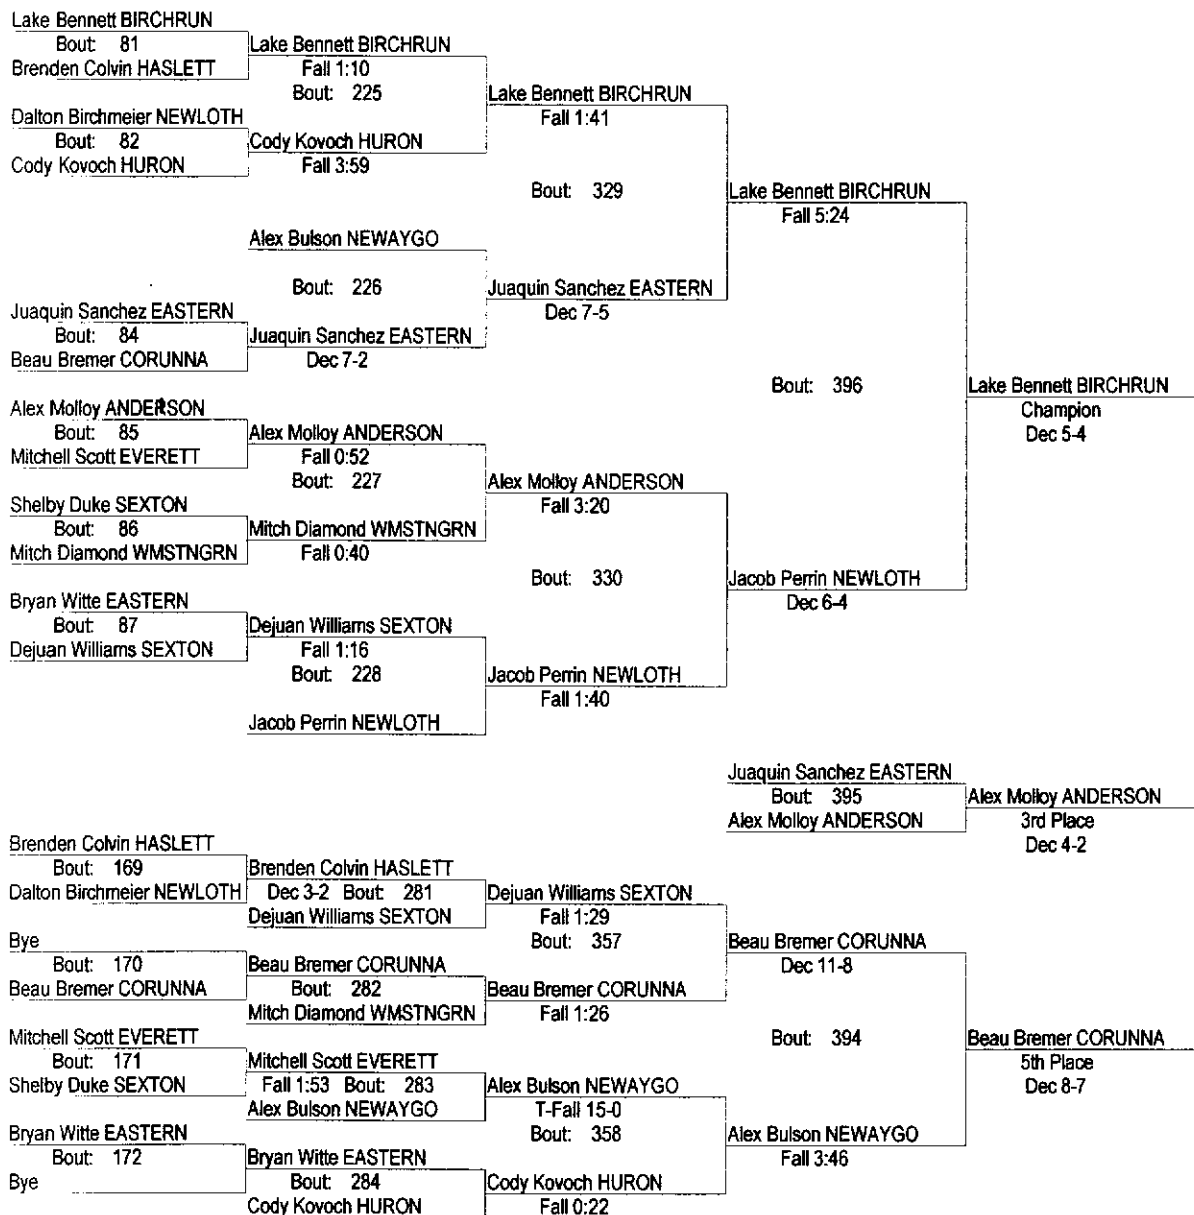 Lake Bennett BIRCHRUN
Bout: 81
Brenden Colvin HASLETT
Lake Bennett BIRCHRUN
Fall 1:10
Bout: 225
Dalton Birchmeier NEWLOTH
Bout: 82
Cody Kovoch HURON
Cody Kovoch HURON
Fall 3:59
Lake Bennett BIRCHRUN
Fall 1:41
Bout: 329
Alex Bulson NEWAYGO
Bout: 226
Juaquin Sanchez EASTERN
Bout: 84
Beau Bremer CORUNNA
Juaquin Sanchez EASTERN
Dec 7-2
Juaquin Sanchez EASTERN
Dec 7-5
Lake Bennett BIRCHRUN
Fall 5:24
Bout: 396
Lake Bennett BIRCHRUN
Champion
Dec 5-4
Alex Molloy ANDERSON
Bout: 85
Mitchell Scott EVERETT
Alex Molloy ANDERSON
Fall 0:52
Bout: 227
Shelby Duke SEXTON
Bout: 86
Mitch Diamond WMSTNGRN
Mitch Diamond WMSTNGRN
Fall 0:40
Alex Molloy ANDERSON
Fall 3:20
Bout: 330
Bryan Witte EASTERN
Bout: 87
Dejuan Williams SEXTON
Dejuan Williams SEXTON
Fall 1:16
Bout: 228
Jacob Perrin NEWLOTH
Jacob Perrin NEWLOTH
Fall 1:40
Jacob Perrin NEWLOTH
Dec 6-4
Juaquin Sanchez EASTERN
Bout: 395
Alex Molloy ANDERSON
Alex Molloy ANDERSON
3rd Place
Dec 4-2
Brenden Colvin HASLETT
Bout: 169
Dalton Birchmeier NEWLOTH
Brenden Colvin HASLETT
Dec 3-2 Bout: 281
Dejuan Williams SEXTON
Dejuan Williams SEXTON
Fall 1:29
Bout: 357
Bye
Bout: 170
Beau Bremer CORUNNA
Beau Bremer CORUNNA
Bout: 282
Mitch Diamond WMSTNGRN
Beau Bremer CORUNNA
Fall 1:26
Beau Bremer CORUNNA
Dec 11-8
Bout: 394
Beau Bremer CORUNNA
5th Place
Dec 8-7
Mitchell Scott EVERETT
Bout: 171
Shelby Duke SEXTON
Mitchell Scott EVERETT
Fall 1:53 Bout: 283
Alex Bulson NEWAYGO
Alex Bulson NEWAYGO
T-Fall 15-0
Bout: 358
Bryan Witte EASTERN
Bout: 172
Bye
Bryan Witte EASTERN
Bout: 284
Cody Kovoch HURON
Cody Kovoch HURON
Fall 0:22
Alex Bulson NEWAYGO
Fall 3:46